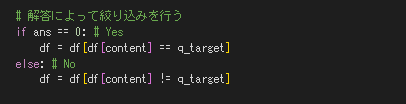 # 解答によって絞り込みを行う
if ans == 0: # Yes
    df = df[df[content] == q_target]
else: # No
    df = df[df[content] != q_target]